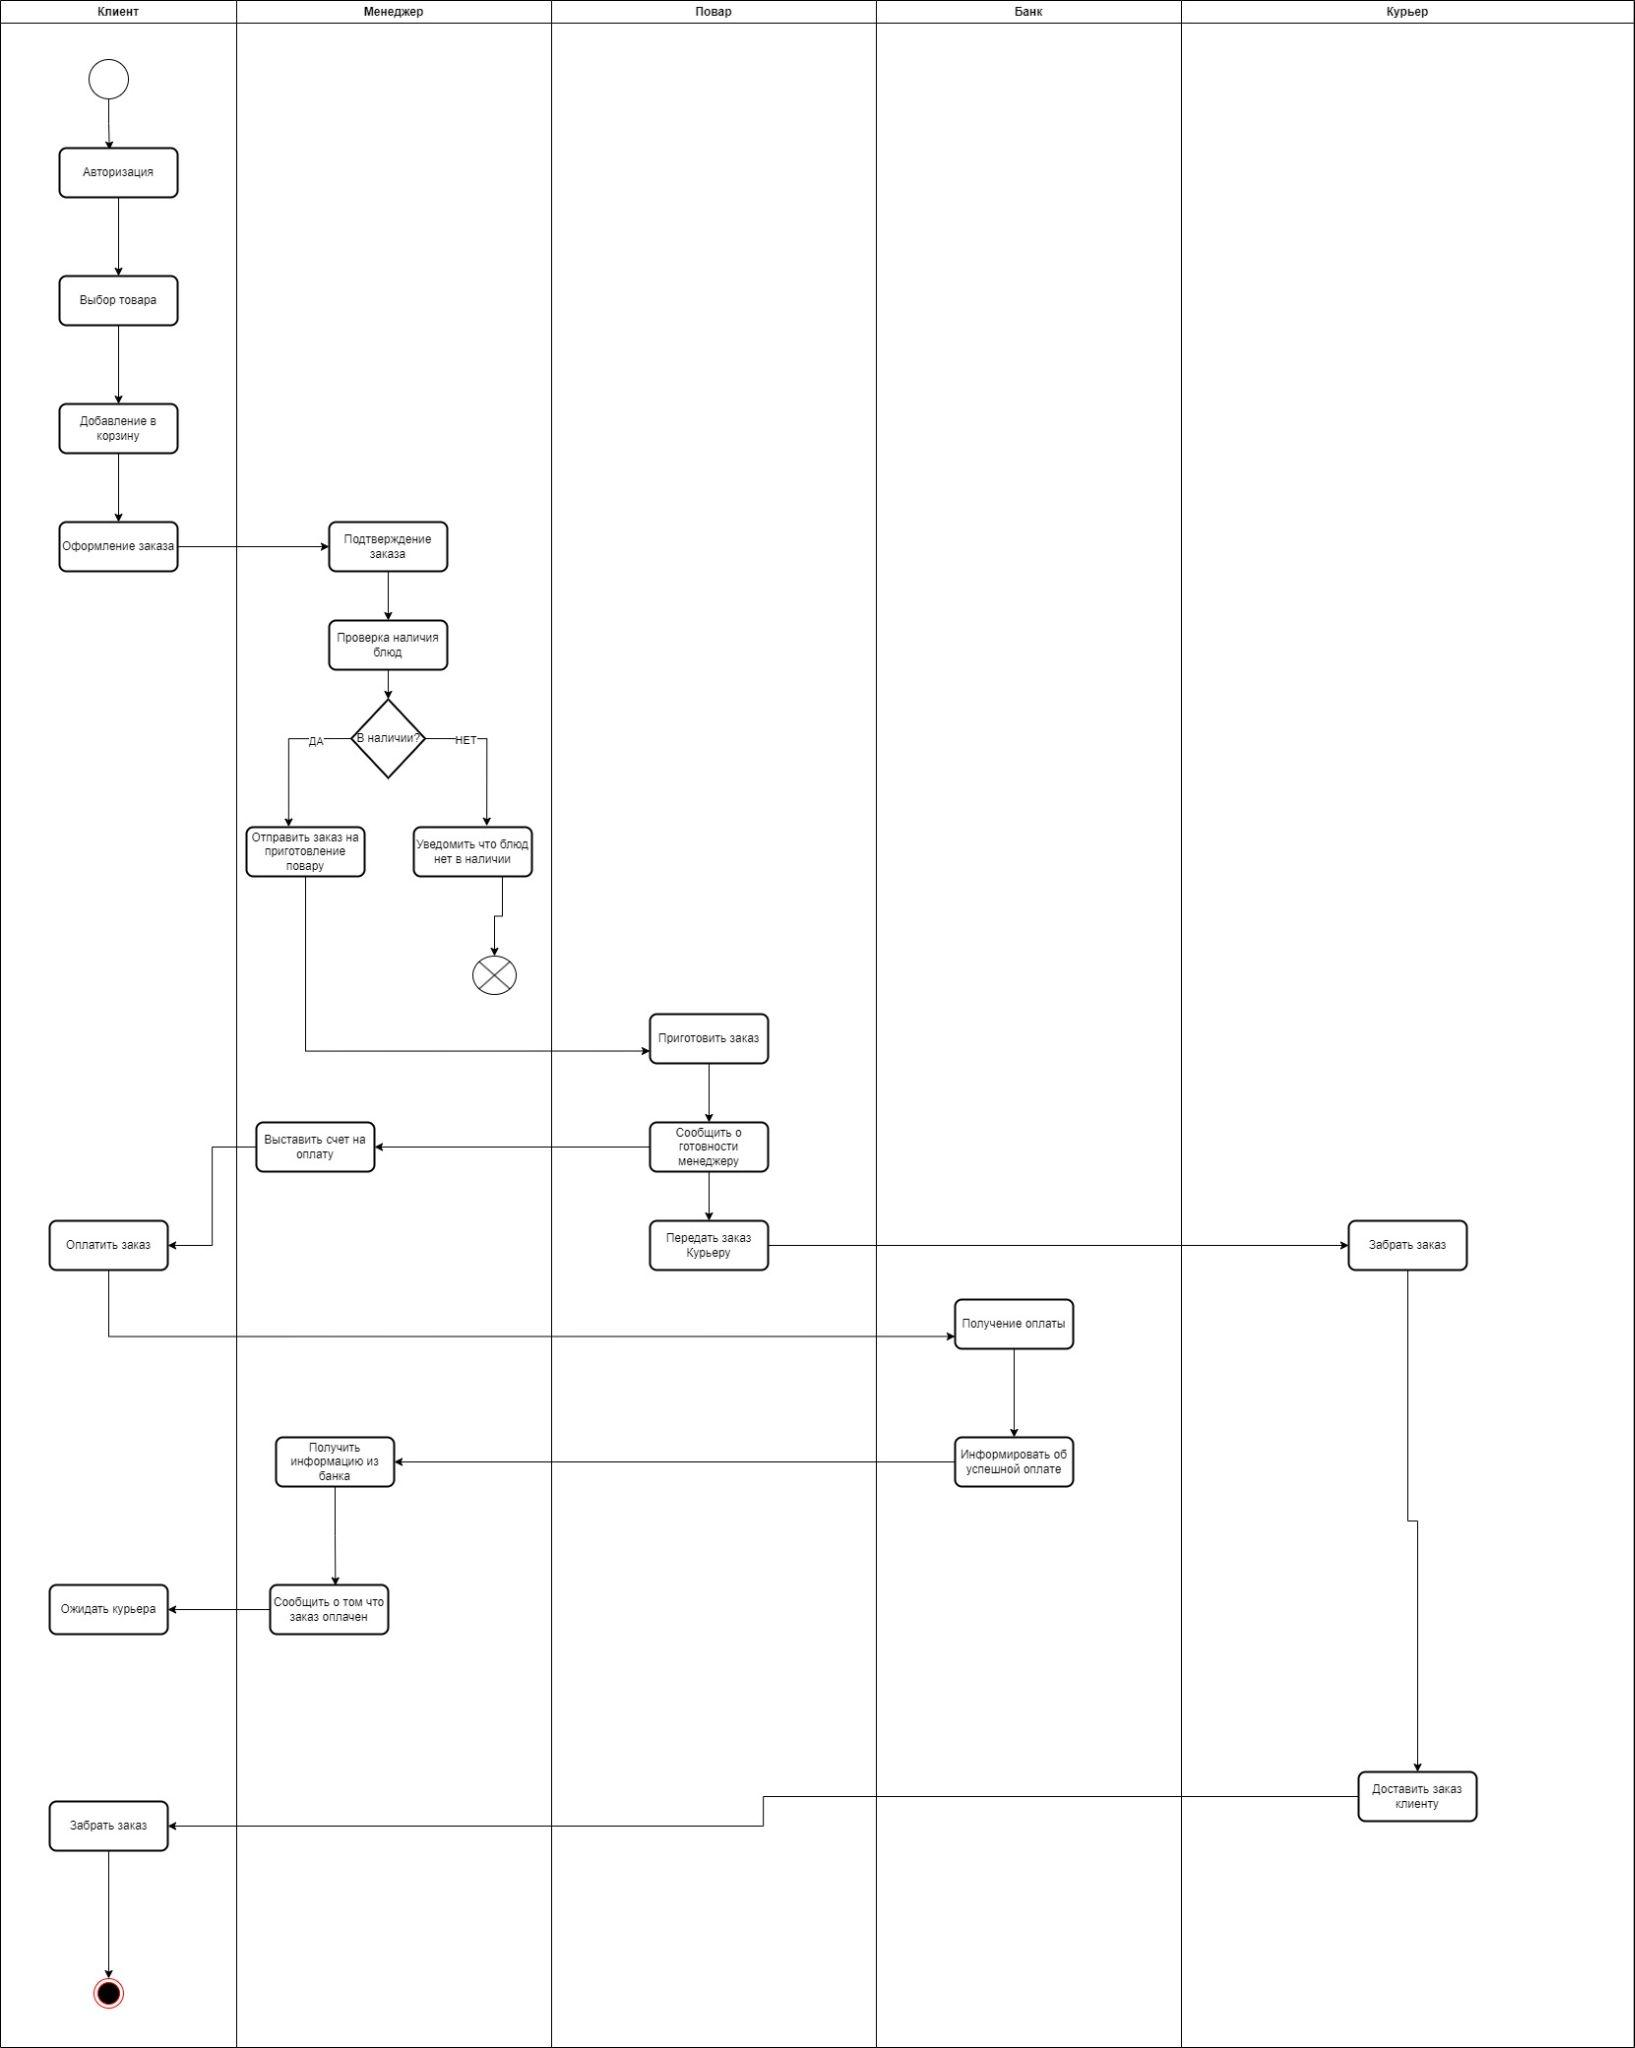 Клиент
Менеджер
Повар
Банк
Курьер
Авторизация
Выбор товара
Добавление в
корзину
Оформление заказа
Подтверждение
заказа
Проверка наличия
блюд
В наличии?
ДА
НЕТ
Отправить заказ на
приготовление
повару
Уведомить что блюд
нет в наличии
Приготовить заказ
Выставить счет на
оплату
Сообщить о
готовности
менеджеру
Оплатить заказ
Передать заказ
Курьеру
Забрать заказ
Получение оплаты
Получить
информацию из
банка
Информировать об
успешной оплате
Ожидать курьера
Сообщить о том что
заказ оплачен
Доставить заказ
клиенту
Забрать заказ